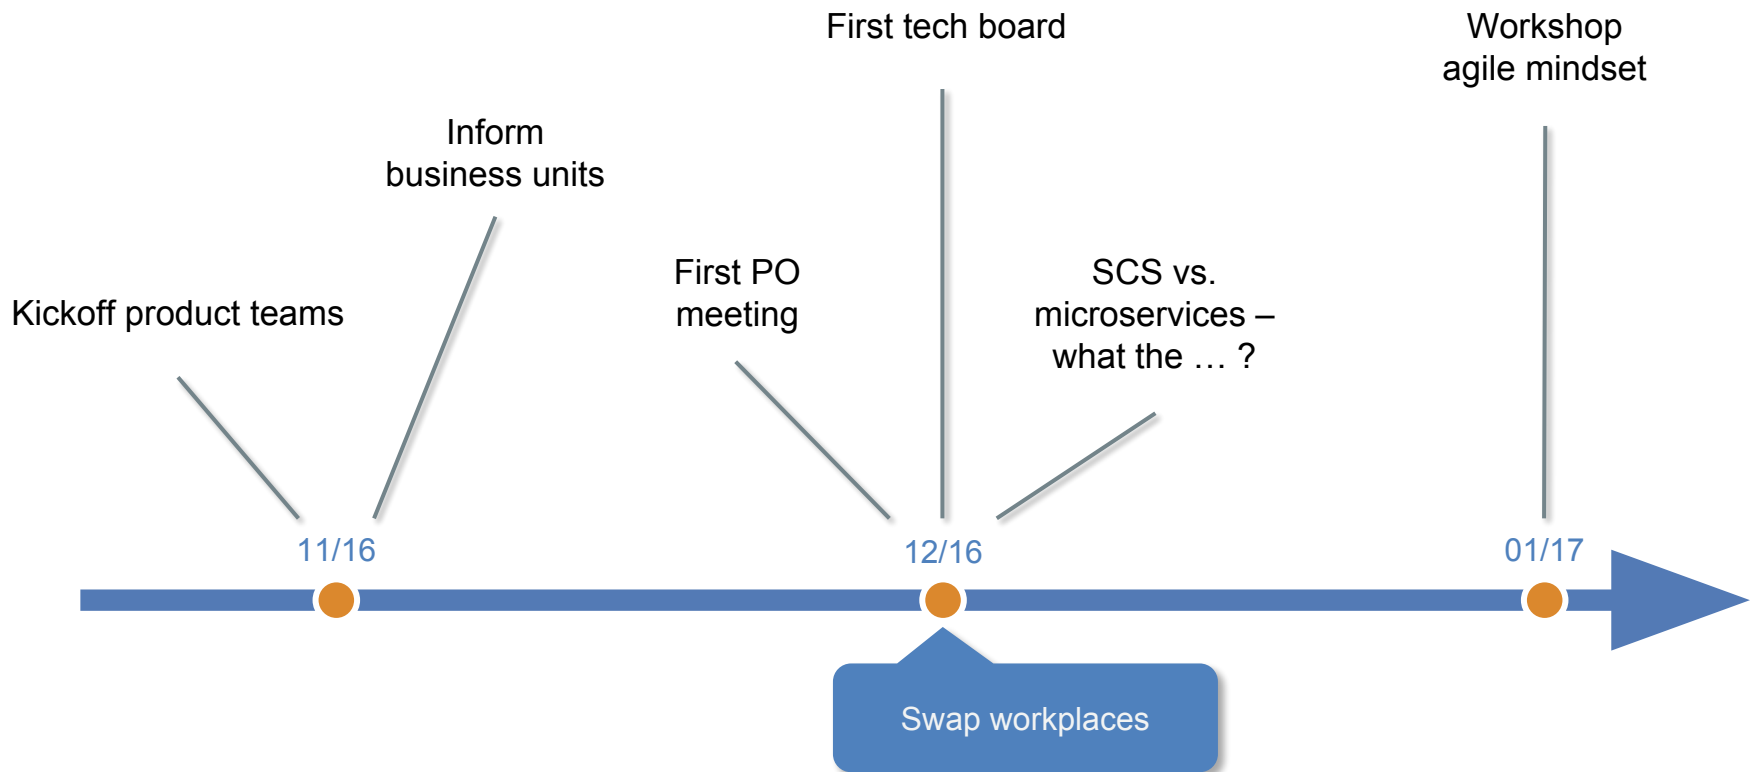 First tech board
Workshop
agile mindset
Inform
business units
Kickoff product teams
First PO
meeting
SCS vs.
microservices –
what the … ?
11/16
12/16
01/17
Swap workplaces